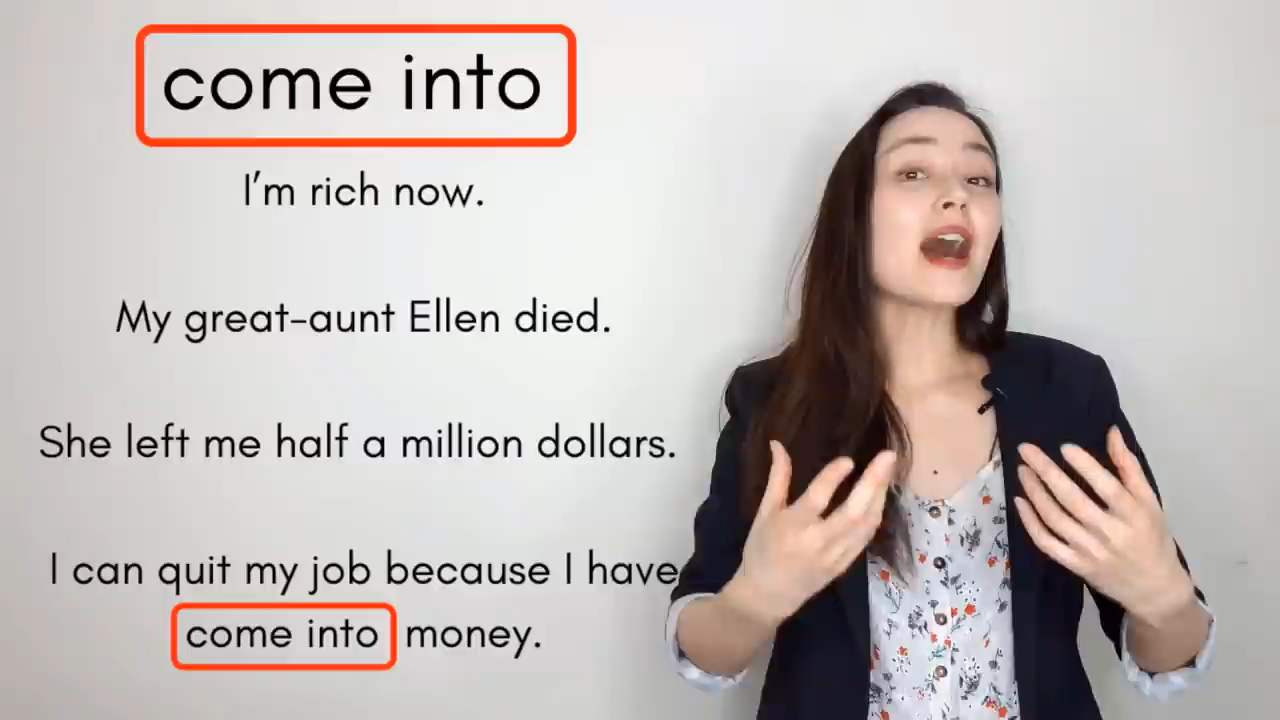 come into
I'm rich now.
My great-aunt Ellen died.
She left me half a million dollars.
I can quit my job because I have
come into money.